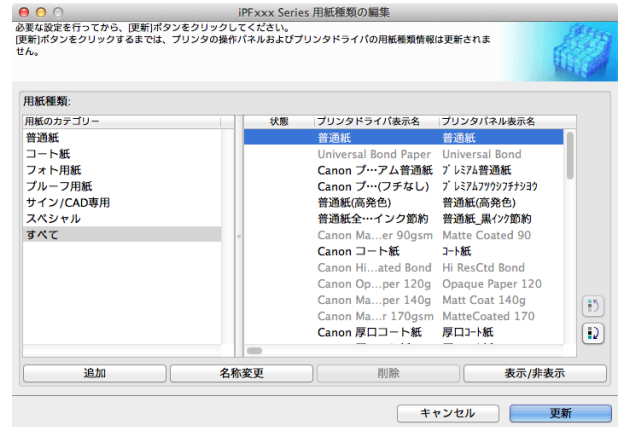 iPFxxx Series 用紙種類の編集
必要な設定を行ってから、[更新]ボタンをクリックしてください。
[更新]ボタンをクリックするまでは、プリンタの操作パネルおよびプリンタドライバの用紙種類情報は更新されま
せん。
用紙種類:
用紙のカテゴリー
普通紙
コート紙
フォト用紙
プルーフ用紙
サイン/CAD専用
スペシャル
すべて
状態 プリンタドライバ表示名 プリンタパネル表示名
普通紙 普通紙
Universal Bond Paper Universal Bond
Canon プ…アム普通紙 プレミアム普通紙
Canon プ…(フチなし) プレミアムフツウシフチナシヨウ
普通紙(高発色) 普通紙(高発色)
普通紙全…インク節約 普通紙_黒インク節約
Canon Ma…er 90gsm Matte Coated 90
Canon コート紙 コート紙
Canon Hi…ated Bond Hi ResCtd Bond
Canon Op…per 120g Opaque Paper 120
Canon Ma…per 140g Matt Coat 140g
Canon Ma…r 170gsm MatteCoated 170
Canon 厚口コート紙 厚口コート紙
追加 名称変更 削除 表示/非表示
キャンセル 更新